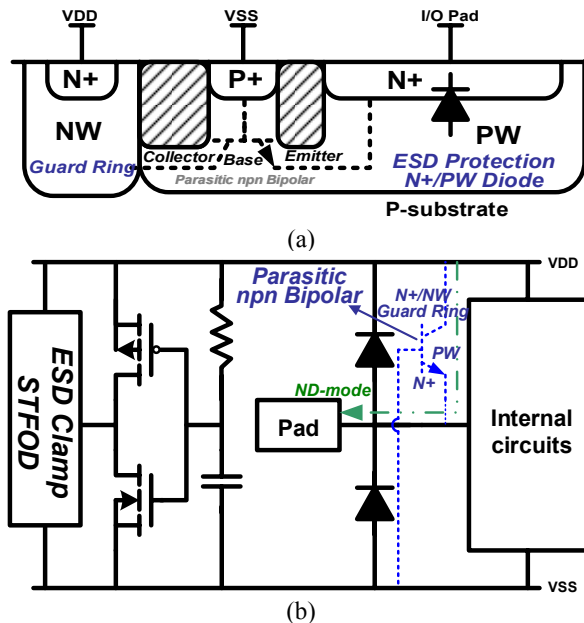 VDD VSS I/O Pad
N+ P+ N+
NW PW
Guard Ring Collector Base Emitter ESD Protection
Parasitic npn Bipolar N+/PW Diode
P-substrate
(a)
VDD
Parasitic
npn Bipolar
N+/NW
Guard Ring
PW
N+
ESD Clamp
STFOD
ND-mode
Pad
Internal
circuits
VSS
(b)